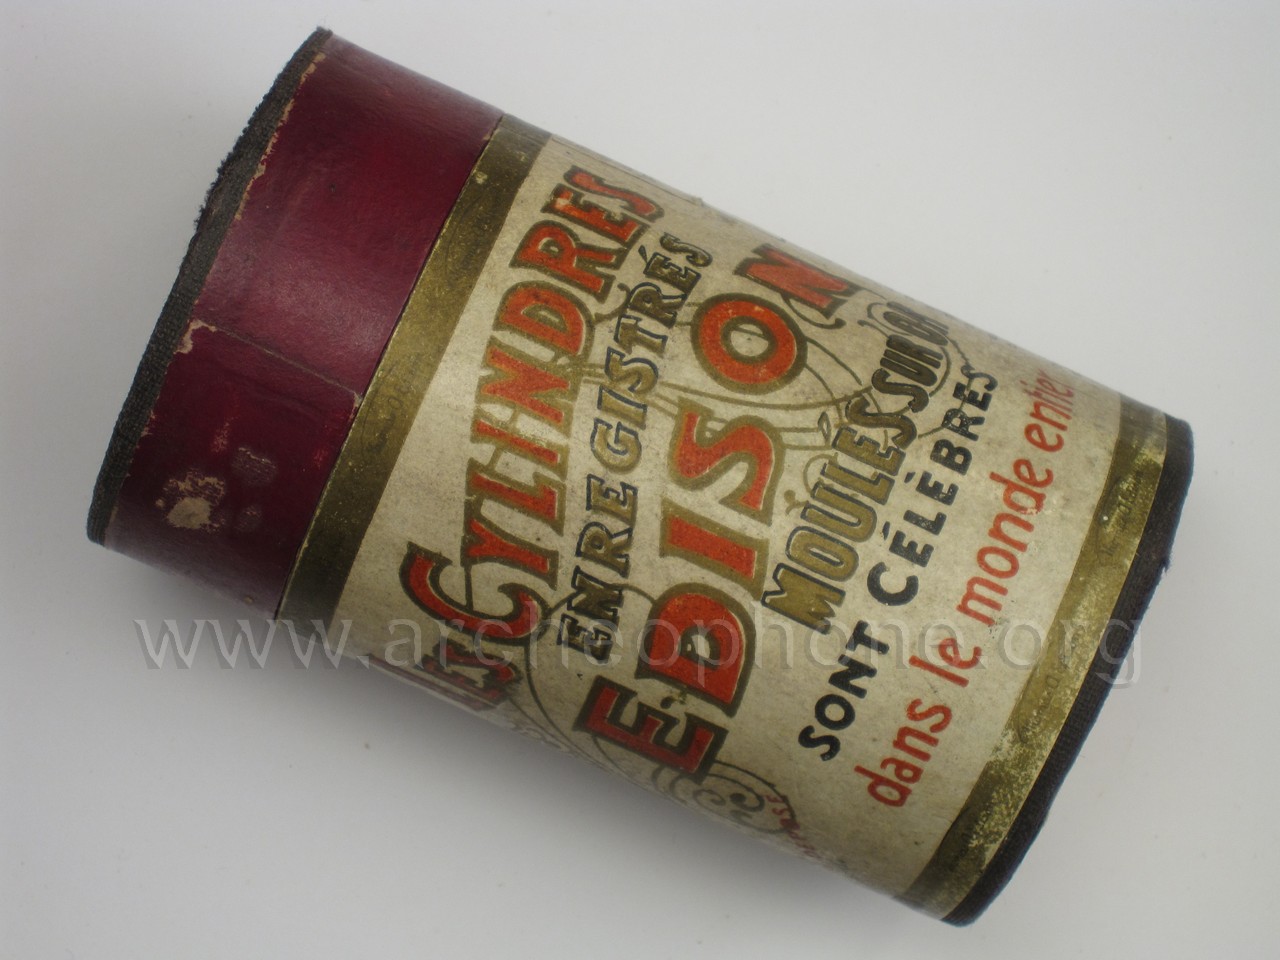 Les CYLINDRES
ENREGISTRÉS
EDISON
MOULÉS SUR OR
SONT CÉLÈBRES
dans le monde entier
www.archeophone.org